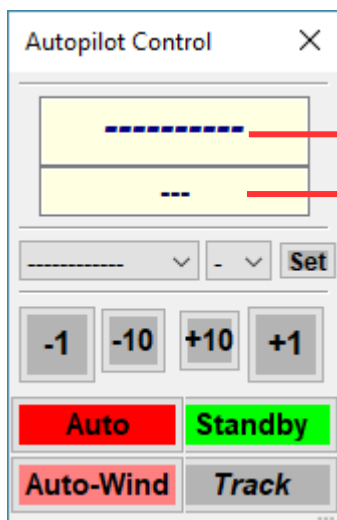 Autopilot Control
----------
---
------------ - Set
-1 -10 +10 +1
Auto Standby
Auto-Wind Track